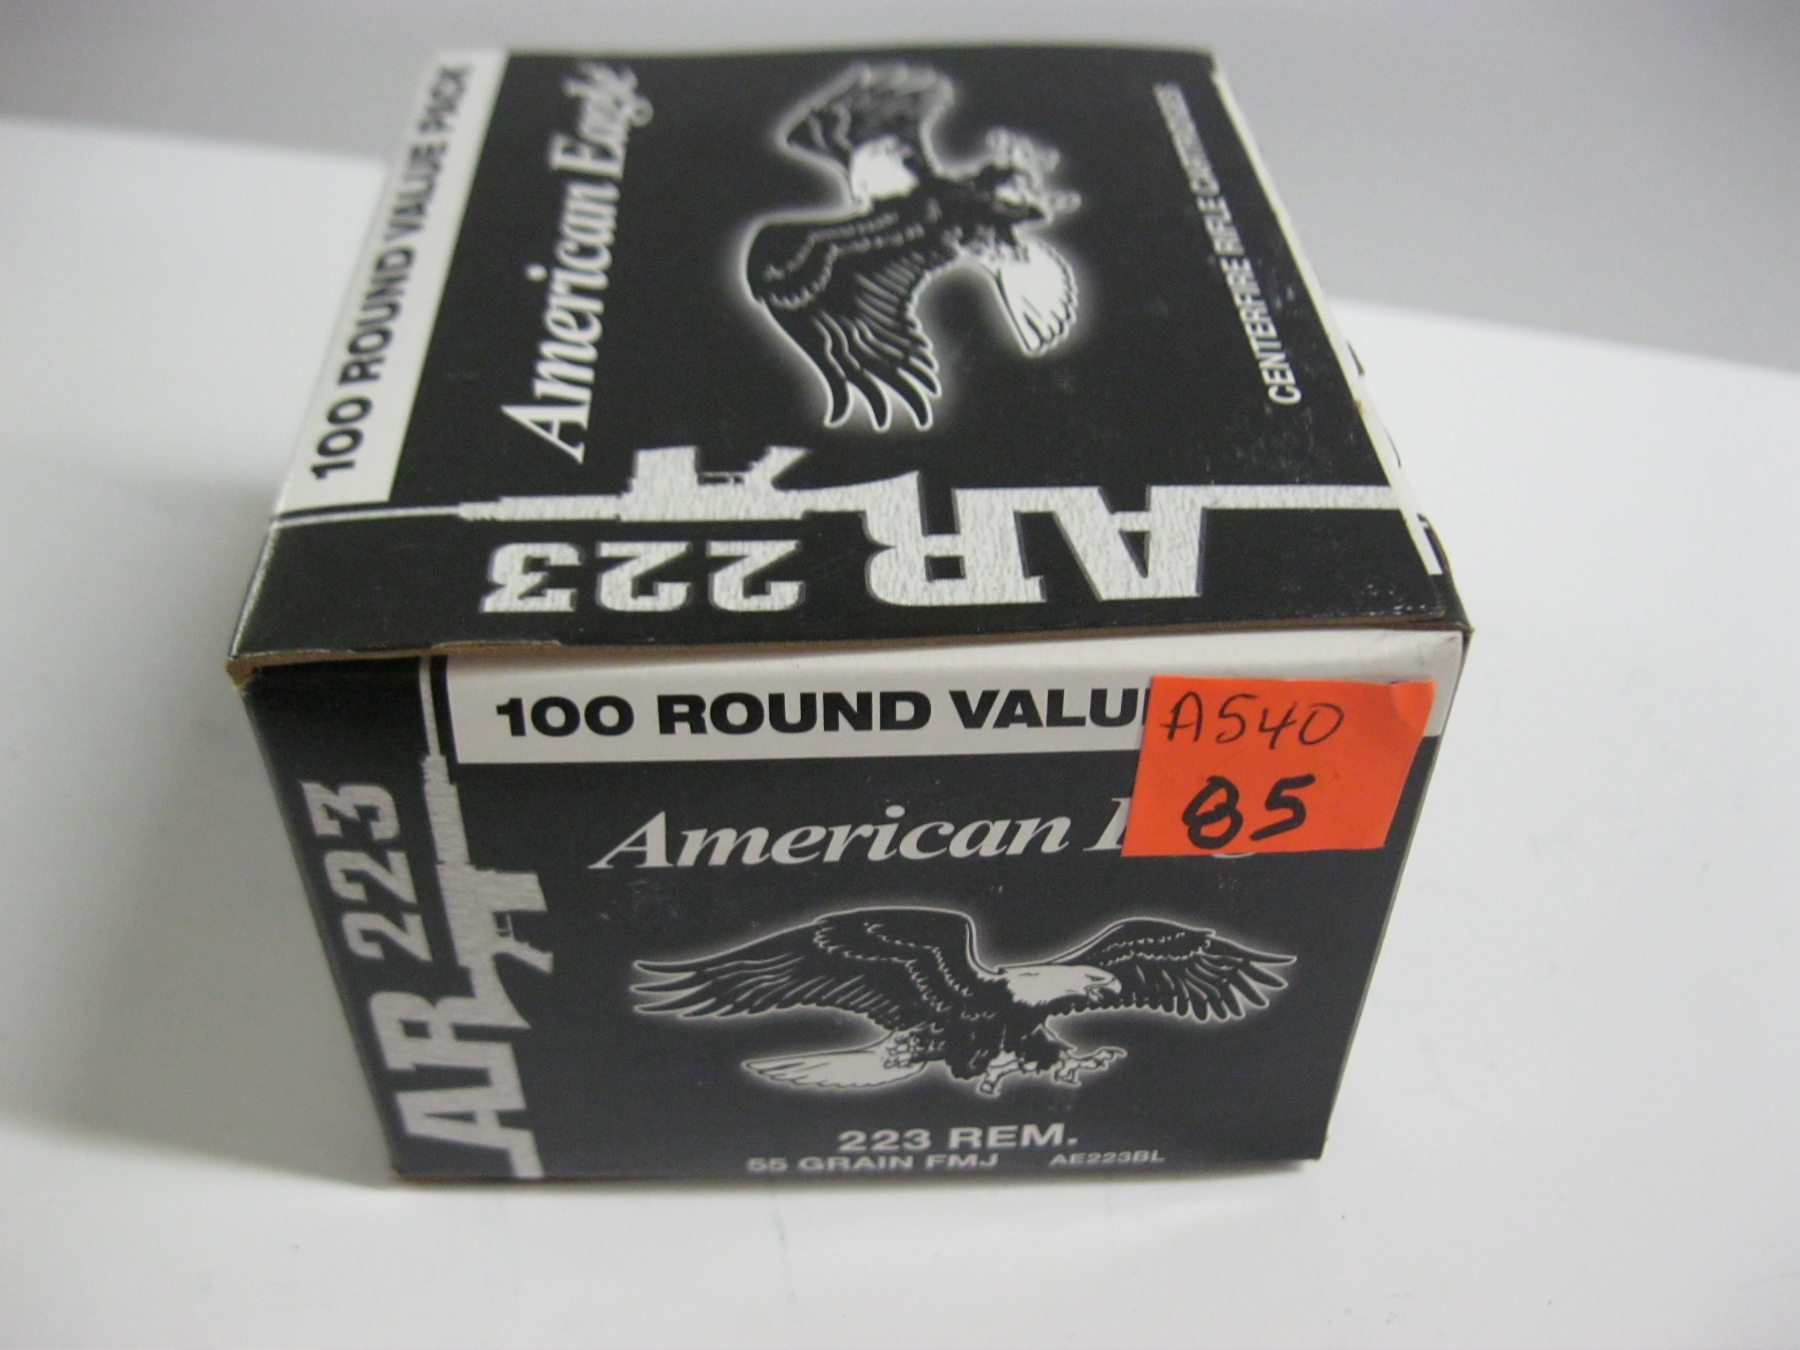 100 ROUND VALUE PACK
American Eagle
CENTERFIRE RIFLE CARTRIDGES
AR 223
100 ROUND
A540
85
American
AR 223
223 REM.
55 GRAIN FMJ AE223BL